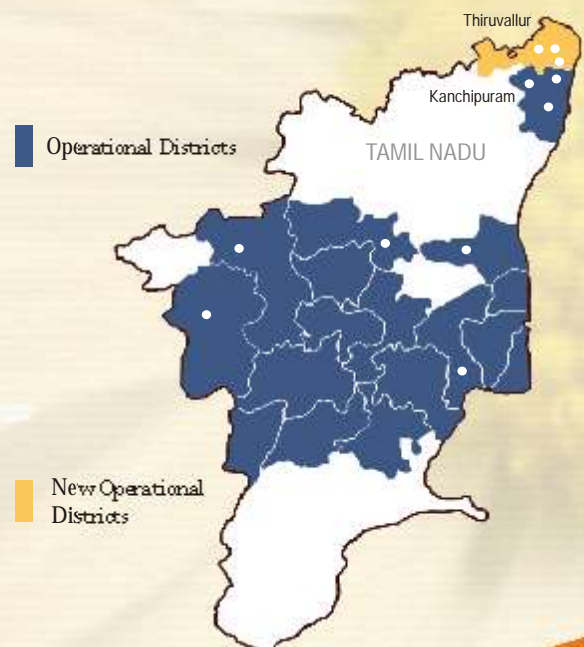 Thiruvallur
Kanchipuram
Operational Districts
TAMIL NADU
New Operational
Districts